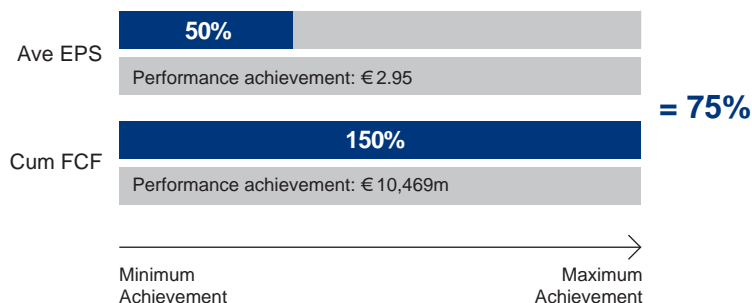 50%
Ave EPS
Performance achievement: € 2.95
= 75%
150%
Cum FCF
Performance achievement: € 10,469m
Minimum
Achievement
Maximum
Achievement